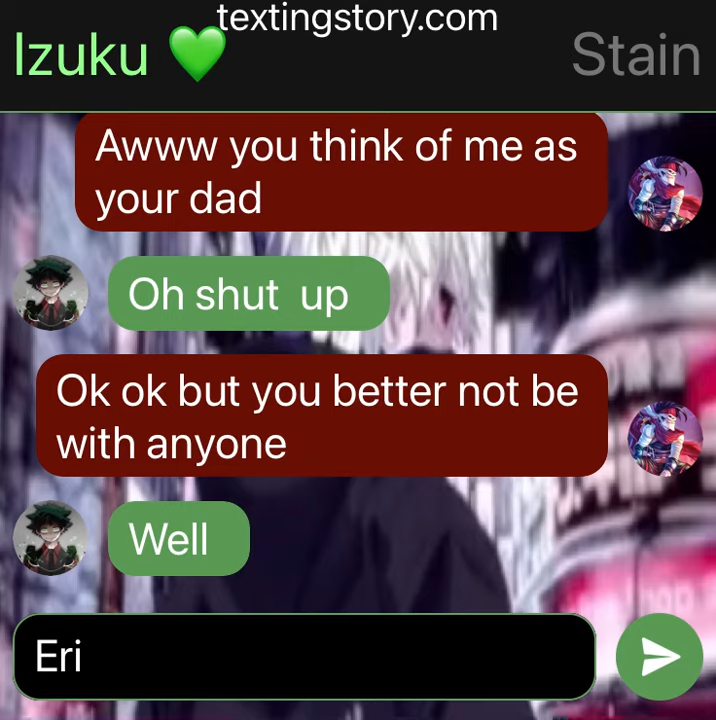 textingstory.com
Izuku 💚
Stain
Awww you think of me as
your dad
Oh shut  up
Ok ok but you better not be
with anyone
Well
Eri